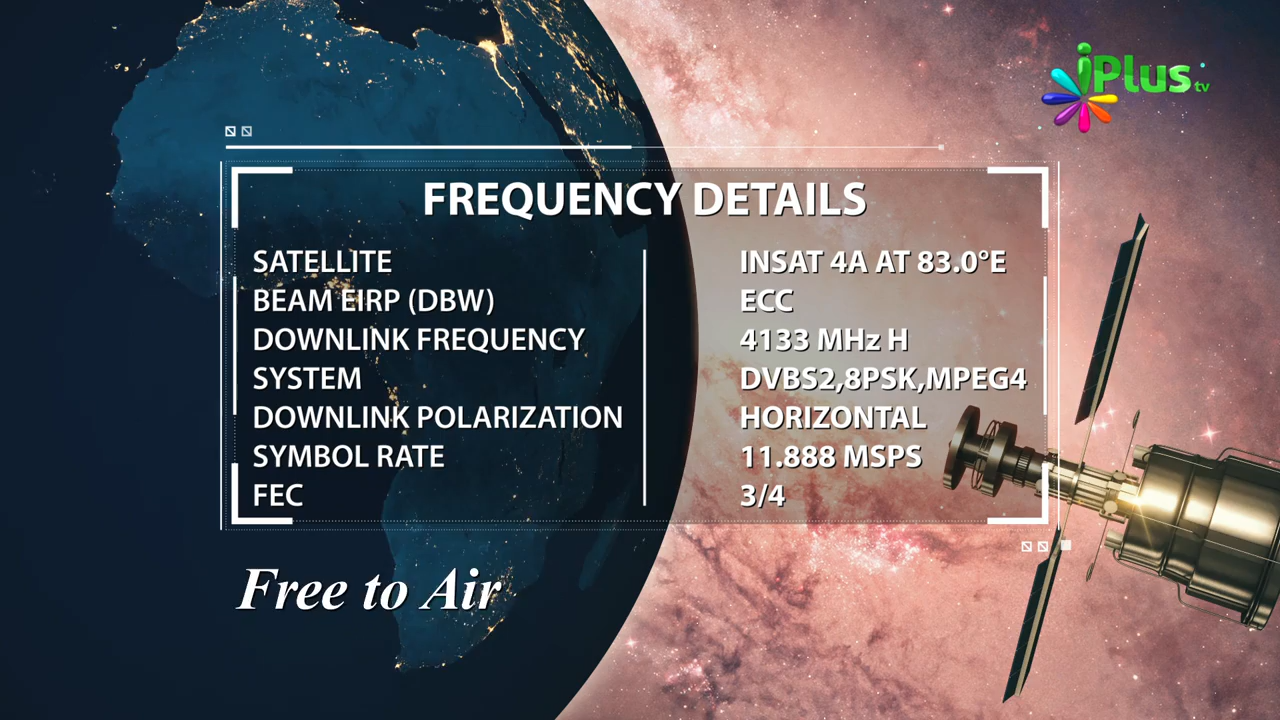 iPlus tv
FREQUENCY DETAILS
SATELLITE INSAT 4A AT 83.0°E
BEAM EIRP (DBW) ECC
DOWNLINK FREQUENCY 4133 MHz H
SYSTEM DVBS2,8PSK,MPEG4
DOWNLINK POLARIZATION HORIZONTAL
SYMBOL RATE 11.888 MSPS
FEC 3/4
Free to Air